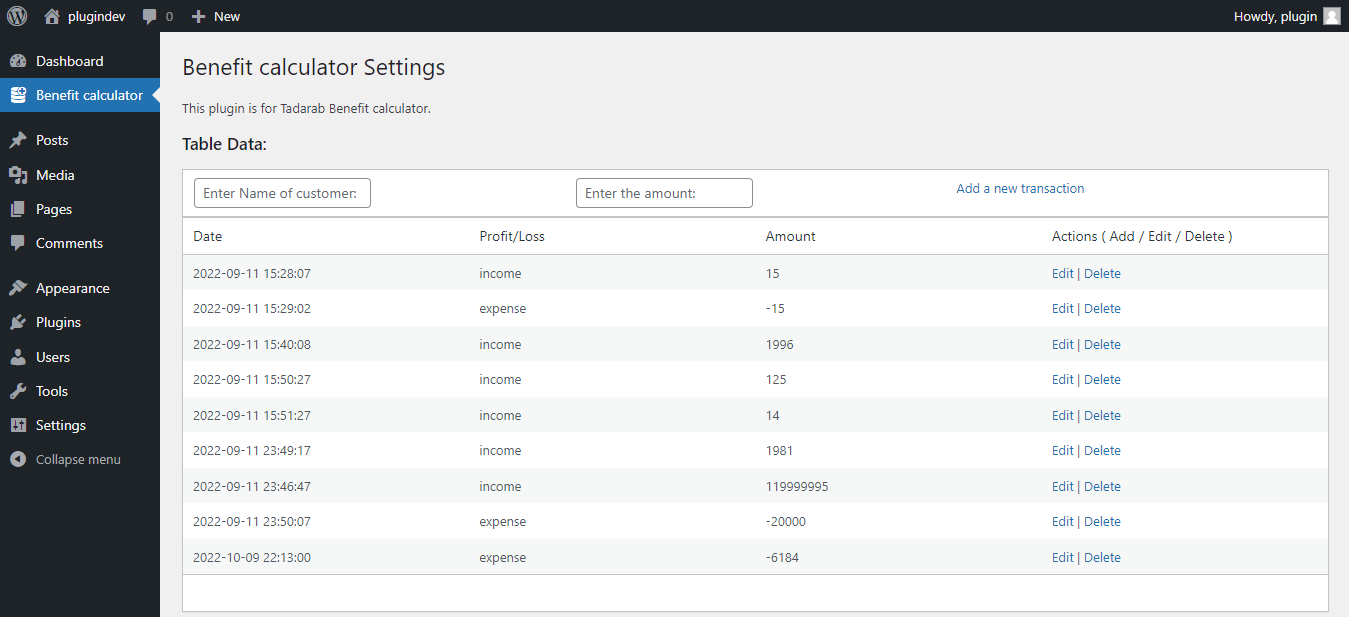 plugindev 0 New Howdy, plugin
Dashboard
Benefit calculator
Posts
Media
Pages
Comments
Appearance
Plugins
Users
Tools
Settings
Collapse menu
Benefit calculator Settings
This plugin is for Tadarab Benefit calculator.
Table Data:
Enter Name of customer: Enter the amount: Add a new transaction
Date Profit/Loss Amount Actions ( Add / Edit / Delete )
2022-09-11 15:28:07 income 15 Edit | Delete
2022-09-11 15:29:02 expense -15 Edit | Delete
2022-09-11 15:40:08 income 1996 Edit | Delete
2022-09-11 15:50:27 income 125 Edit | Delete
2022-09-11 15:51:27 income 14 Edit | Delete
2022-09-11 23:49:17 income 1981 Edit | Delete
2022-09-11 23:46:47 income 119999995 Edit | Delete
2022-09-11 23:50:07 expense -20000 Edit | Delete
2022-10-09 22:13:00 expense -6184 Edit | Delete